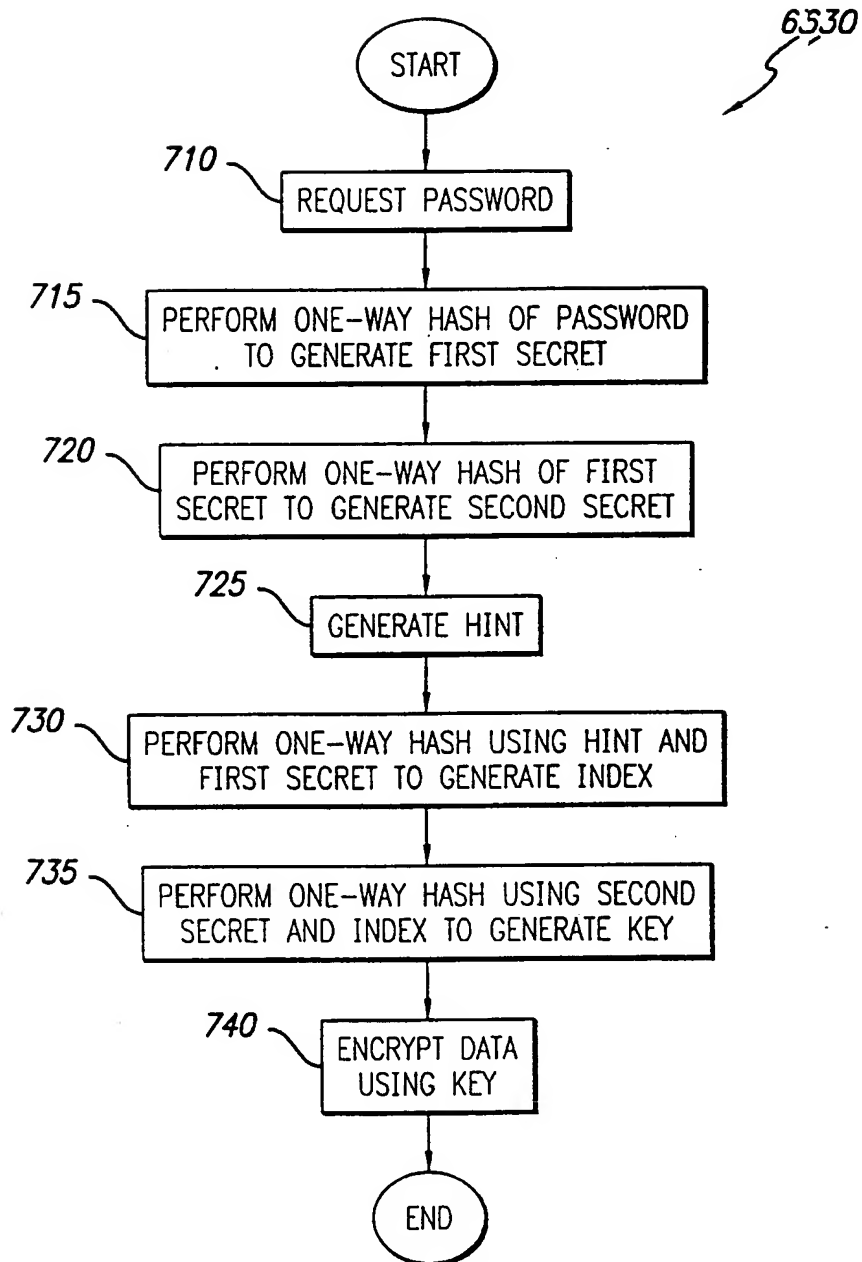 6330
START
710
REQUEST PASSWORD
715
PERFORM ONE-WAY HASH OF PASSWORD
TO GENERATE FIRST SECRET
720
PERFORM ONE-WAY HASH OF FIRST
SECRET TO GENERATE SECOND SECRET
725
GENERATE HINT
730
PERFORM ONE-WAY HASH USING HINT AND
FIRST SECRET TO GENERATE INDEX
735
PERFORM ONE-WAY HASH USING SECOND
SECRET AND INDEX TO GENERATE KEY
740
ENCRYPT DATA
USING KEY
END